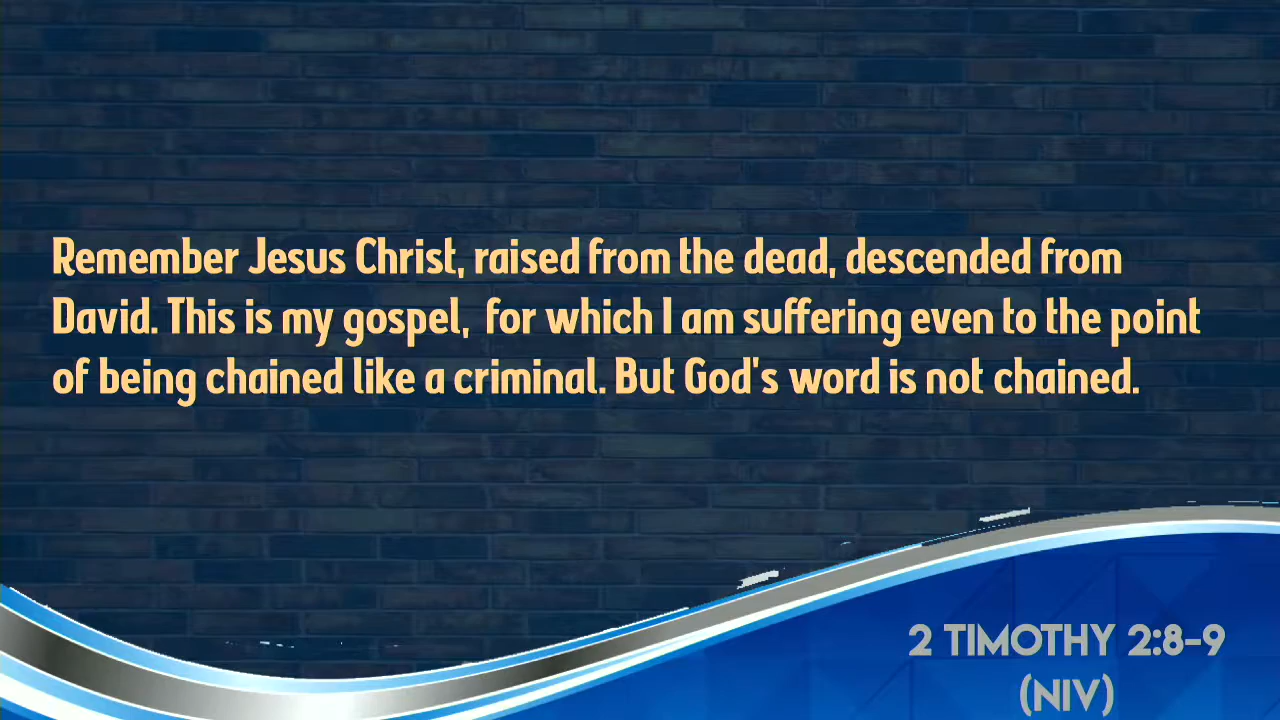 Remember Jesus Christ, raised from the dead, descended from
David. This is my gospel, for which I am suffering even to the point
of being chained like a criminal. But God's word is not chained.
2 TIMOTHY 2:8-9
(NIV)